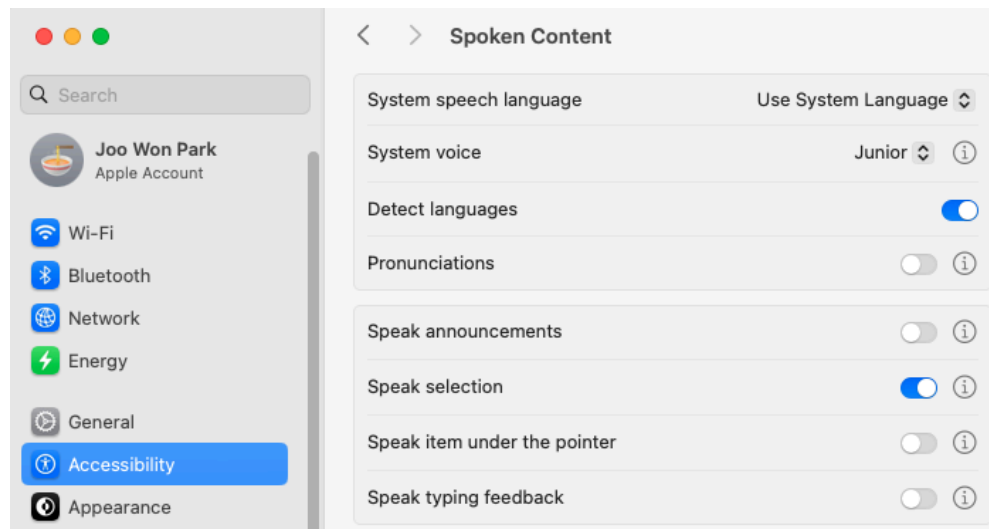 Spoken Content
Search
Joo Won Park
Apple Account
Wi-Fi
Bluetooth
Network
Energy
General
Accessibility
Appearance
System speech language Use System Language
System voice Junior
Detect languages
Pronunciations
Speak announcements
Speak selection
Speak item under the pointer
Speak typing feedback